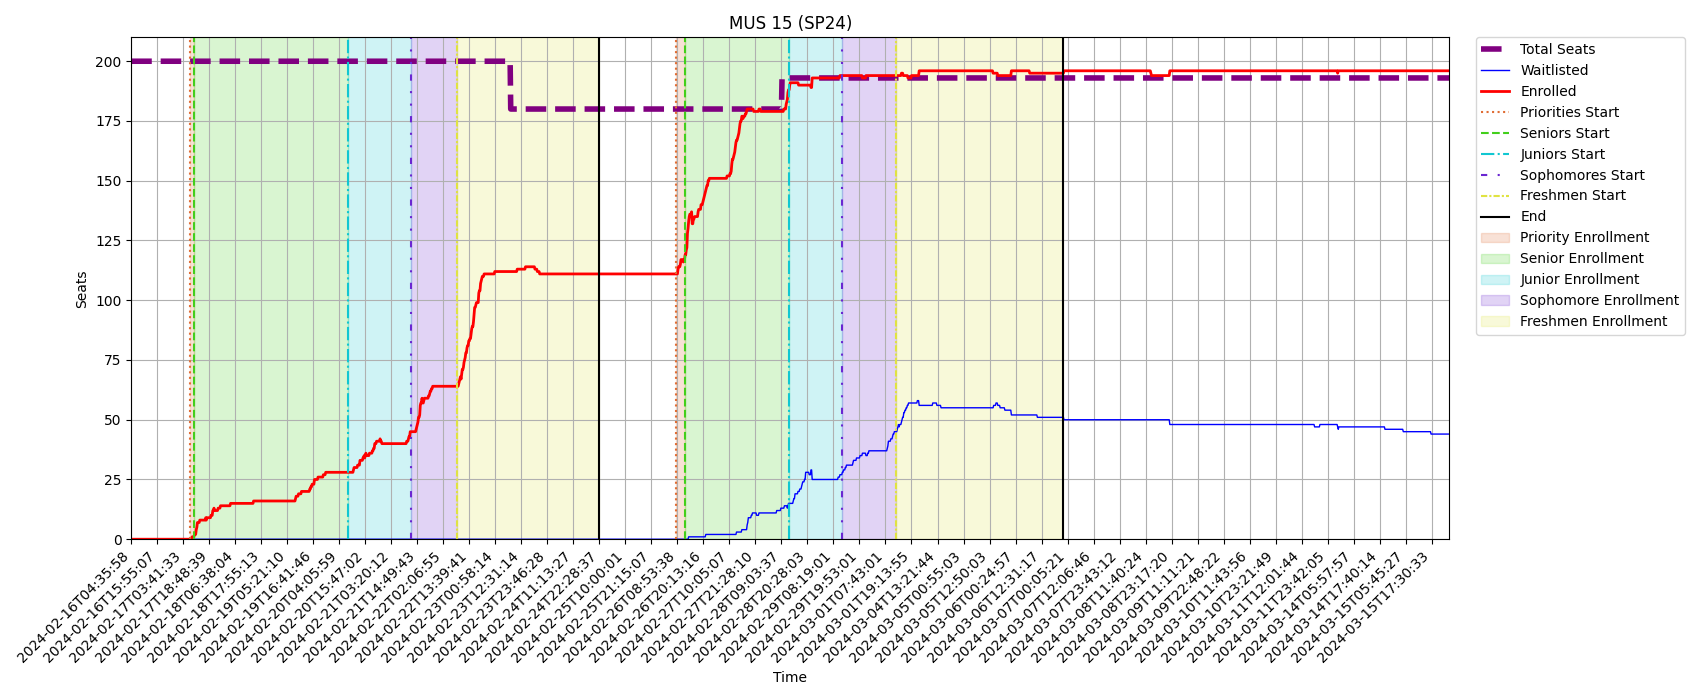 MUS 15 (SP24)
Seats
200
175
150
125
100
75
50
25
0
2024-02-16T04:35:58
2024-02-16T16:55:07
2024-02-17T03:41:33
2024-02-17T18:48:39
2024-02-18T06:38:04
2024-02-18T17:55:13
2024-02-19T05:21:10
2024-02-19T16:41:46
2024-02-20T04:05:59
2024-02-20T15:47:02
2024-02-21T03:20:12
2024-02-21T14:49:43
2024-02-22T02:06:55
2024-02-22T13:39:41
2024-02-23T00:58:14
2024-02-23T12:31:14
2024-02-23T23:46:28
2024-02-24T11:13:27
2024-02-24T22:28:37
2024-02-25T10:00:01
2024-02-25T21:15:07
2024-02-26T08:53:38
2024-02-26T20:13:16
2024-02-27T10:05:07
2024-02-27T21:28:10
2024-02-28T09:03:37
2024-02-28T20:28:03
2024-02-29T08:19:01
2024-02-29T19:53:01
2024-03-01T07:43:01
2024-03-01T19:13:55
2024-03-04T13:21:44
2024-03-05T00:55:03
2024-03-05T12:50:03
2024-03-06T00:24:57
2024-03-06T12:31:17
2024-03-07T00:05:21
2024-03-07T12:06:46
2024-03-07T23:43:12
2024-03-08T11:40:24
2024-03-08T23:17:20
2024-03-09T11:11:21
2024-03-09T22:48:22
2024-03-10T11:43:56
2024-03-10T23:21:49
2024-03-11T12:01:44
2024-03-11T23:42:05
2024-03-14T05:57:57
2024-03-14T17:40:14
2024-03-15T05:45:27
2024-03-15T17:30:33
Time
Total Seats
Waitlisted
Enrolled
Priorities Start
Seniors Start
Juniors Start
Sophomores Start
Freshmen Start
End
Priority Enrollment
Senior Enrollment
Junior Enrollment
Sophomore Enrollment
Freshmen Enrollment